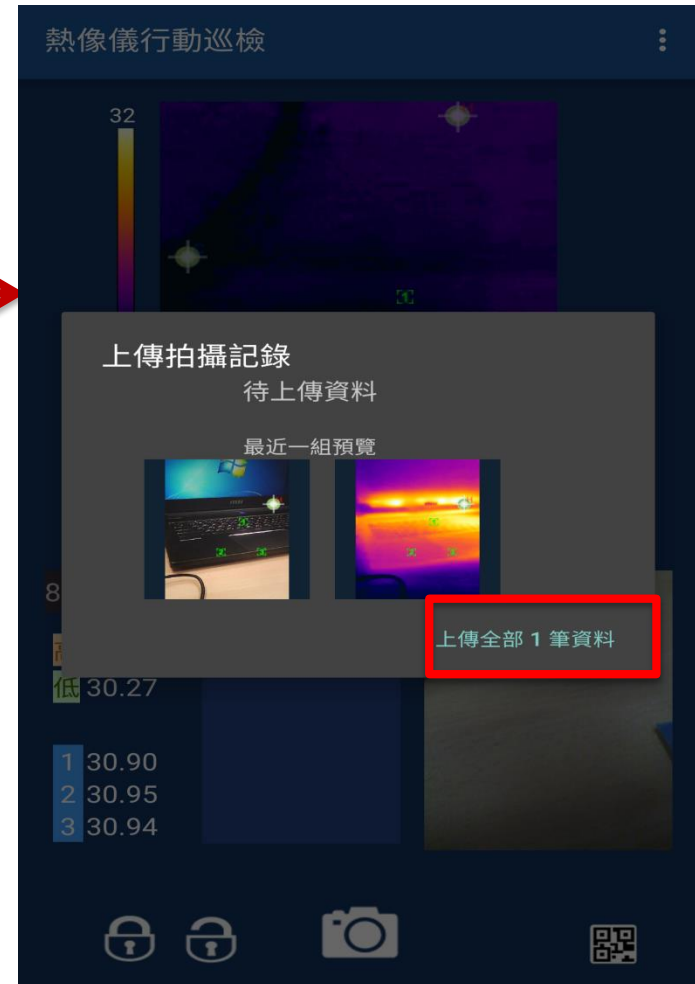 熱像儀行動巡檢
32
1
上傳拍攝記錄
待上傳資料
最近一組預覽
上傳全部 1 筆資料
8
低 30.27
1 30.90
2 30.95
3 30.94